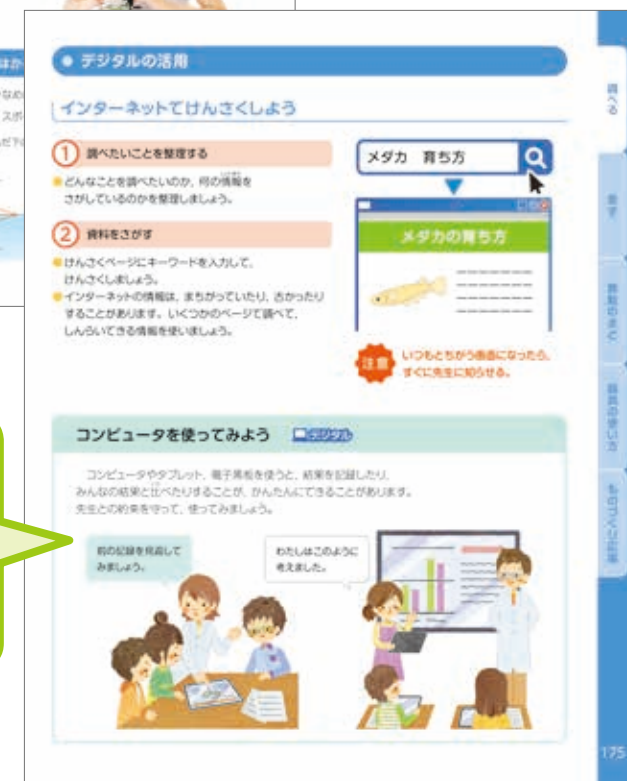 デジタルの活用
インターネットでけんさくしよう
1 調べたいことを整理する
どんなことを調べたいのか、何の情報を
さがしているのかを整理しましょう。
2 資料をさがす
けんさくページにキーワードを入力して、
けんさくしましょう。
インターネットの情報は、まちがっていたり、古かったり
することがあります。いくつかのページで調べて、
しんらいできる情報を使いましょう。
メダカ 育ち方
メダカの育ち方
注意
いつもとちがう画面になったら、
すぐに先生に知らせる。
コンピュータを使ってみよう デジタル
コンピュータやタブレット、電子黒板を使うと、結果を記録したり、
みんなの結果と比べたりすることが、かんたんにできることがあります。
先生との約束を守って、使ってみましょう。
前の記録を見返して
みましょう。
わたしはこのように
考えました。
調べる
器具の使い方
ものづくり広場
175